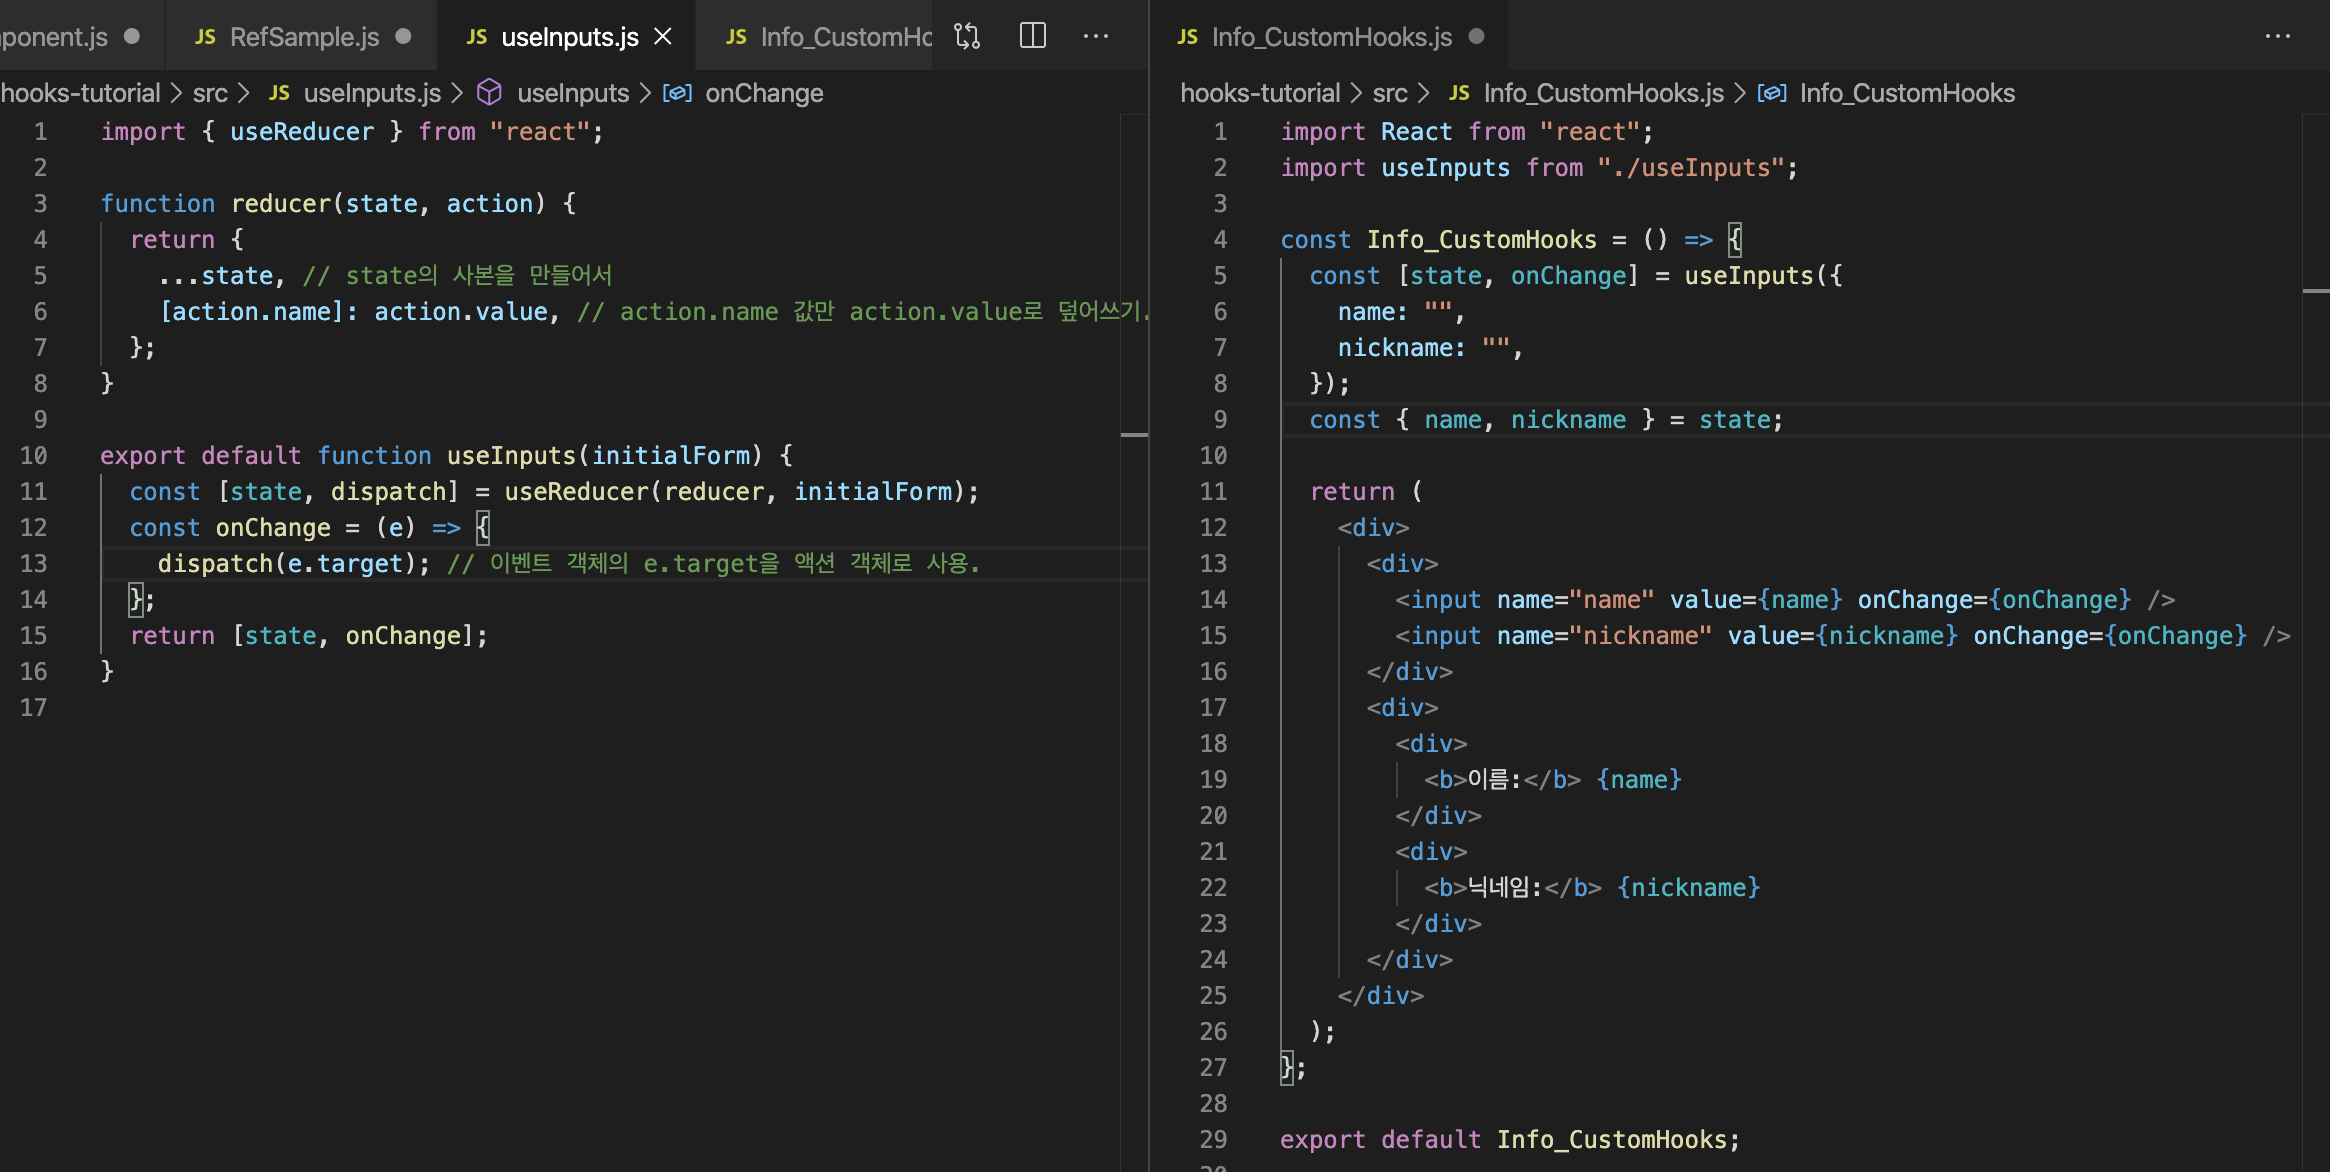 ponent.js
JS RefSample.js
JS useInputs.js
JS Info_CustomHo
hooks-tutorial > src > JS useInputs.js > useInputs > onChange
1 import { useReducer } from "react";
2
3 function reducer(state, action) {
4   return {
5     ...state, // state의 사본을 만들어서
6     [action.name]: action.value, // action.name 값만 action.value로 덮어쓰기.
7   };
8 }
9
10 export default function useInputs(initialForm) {
11   const [state, dispatch] = useReducer(reducer, initialForm);
12   const onChange = (e) => {
13     dispatch(e.target); // 이벤트 객체의 e.target을 액션 객체로 사용.
14   };
15   return [state, onChange];
16 }
17
JS Info_CustomHooks.js
hooks-tutorial > src > JS Info_CustomHooks.js > Info_CustomHooks
1 import React from "react";
2 import useInputs from "./useInputs";
3
4 const Info_CustomHooks = () => {
5   const [state, onChange] = useInputs({
6     name: "",
7     nickname: "",
8   });
9   const { name, nickname } = state;
10
11   return (
12     <div>
13       <div>
14         <input name="name" value={name} onChange={onChange} />
15         <input name="nickname" value={nickname} onChange={onChange} />
16       </div>
17       <div>
18         <div>
19           <b>이름:</b> {name}
20         </div>
21         <div>
22           <b>닉네임:</b> {nickname}
23         </div>
24       </div>
25     </div>
26   );
27 };
28
29 export default Info_CustomHooks;